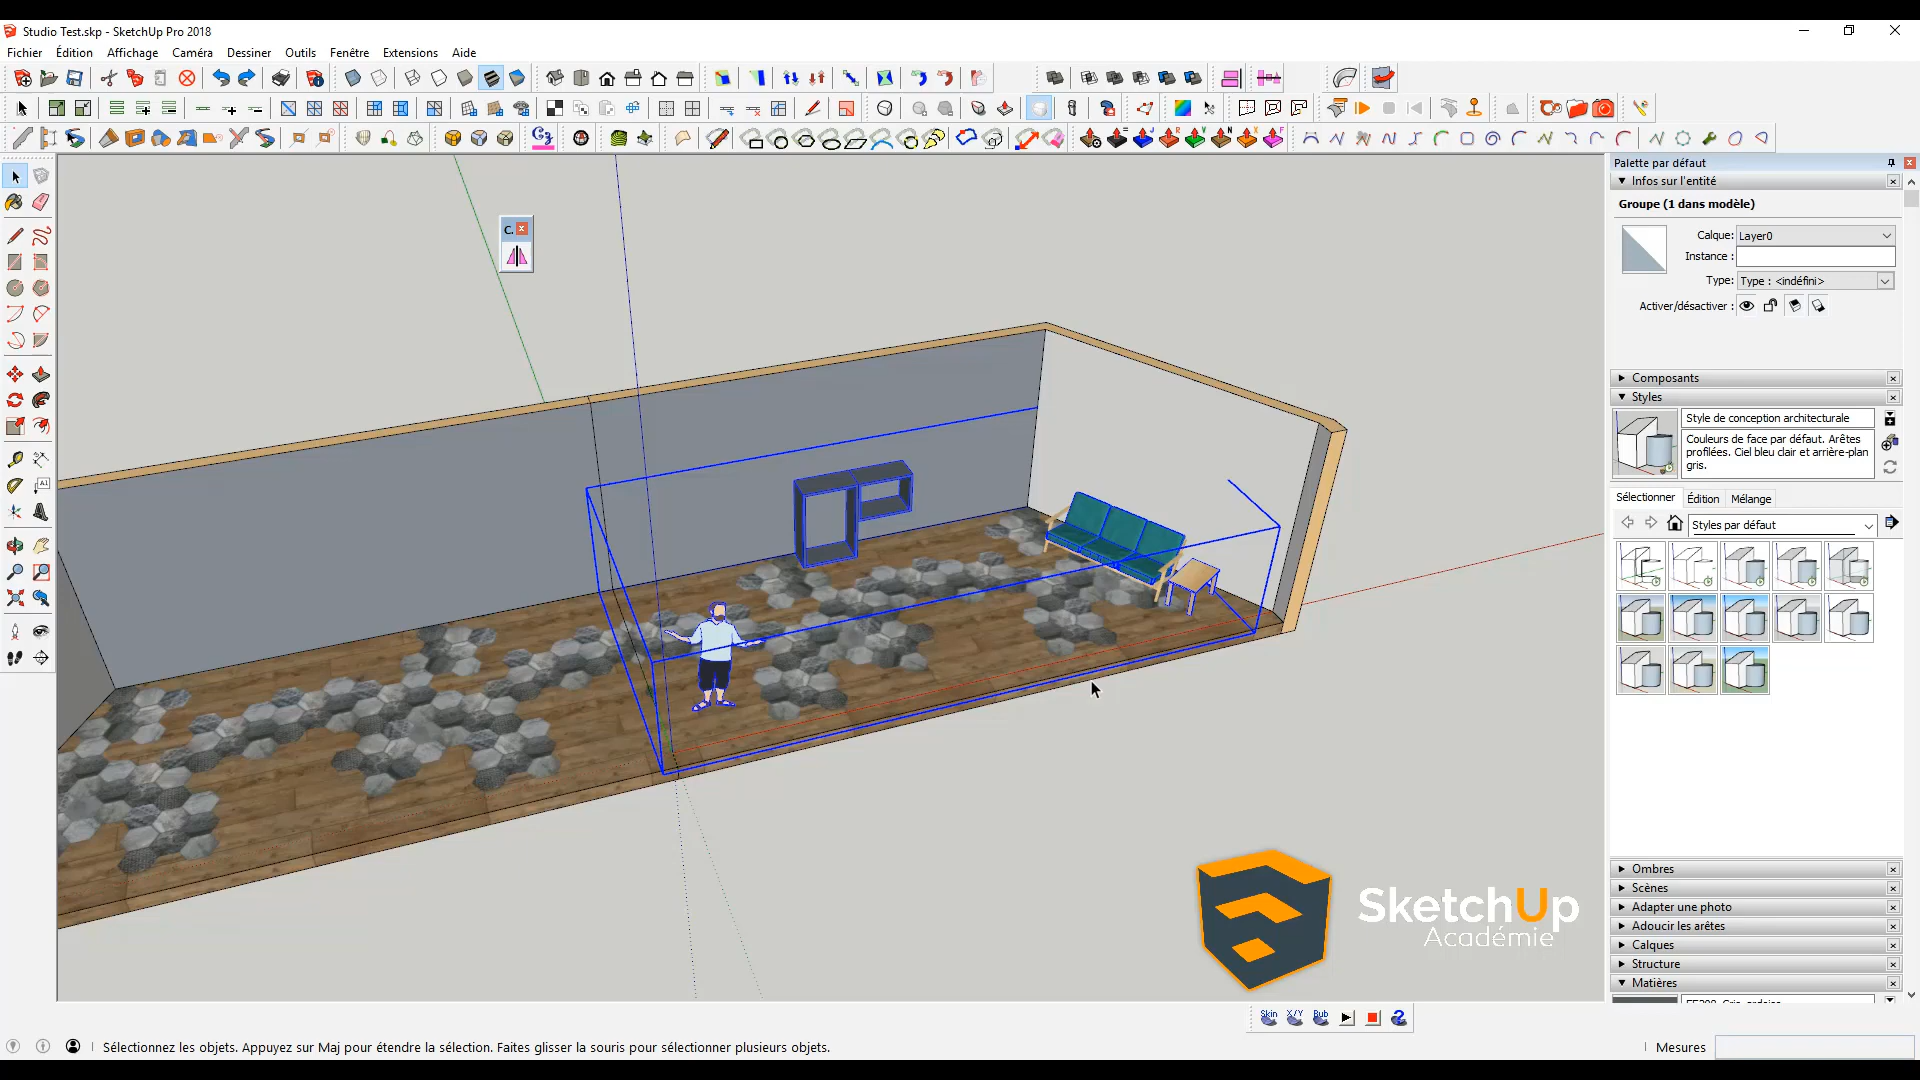 Studio Test.skp - SketchUp Pro 2018
Fichier Édition Affichage Caméra Dessiner Outils Fenêtre Extensions Aide
Palette par défaut
Infos sur l'entité
Groupe (1 dans modèle)
Calque: Layer0
Instance :
Type: Type : <indéfini>
Activer/désactiver :
Composants
Styles
Style de conception architecturale
Couleurs de face par défaut. Arêtes
profilées. Ciel bleu clair et arrière-plan
gris.
Sélectionner Édition Mélange
Styles par défaut
C.
Ombres
Scènes
Adapter une photo
Adoucir les arêtes
Calques
Structure
Matières
SketchUp
Académie
Skin X/Y Bub
Sélectionnez les objets. Appuyez sur Maj pour étendre la sélection. Faites glisser la souris pour sélectionner plusieurs objets.
Mesures